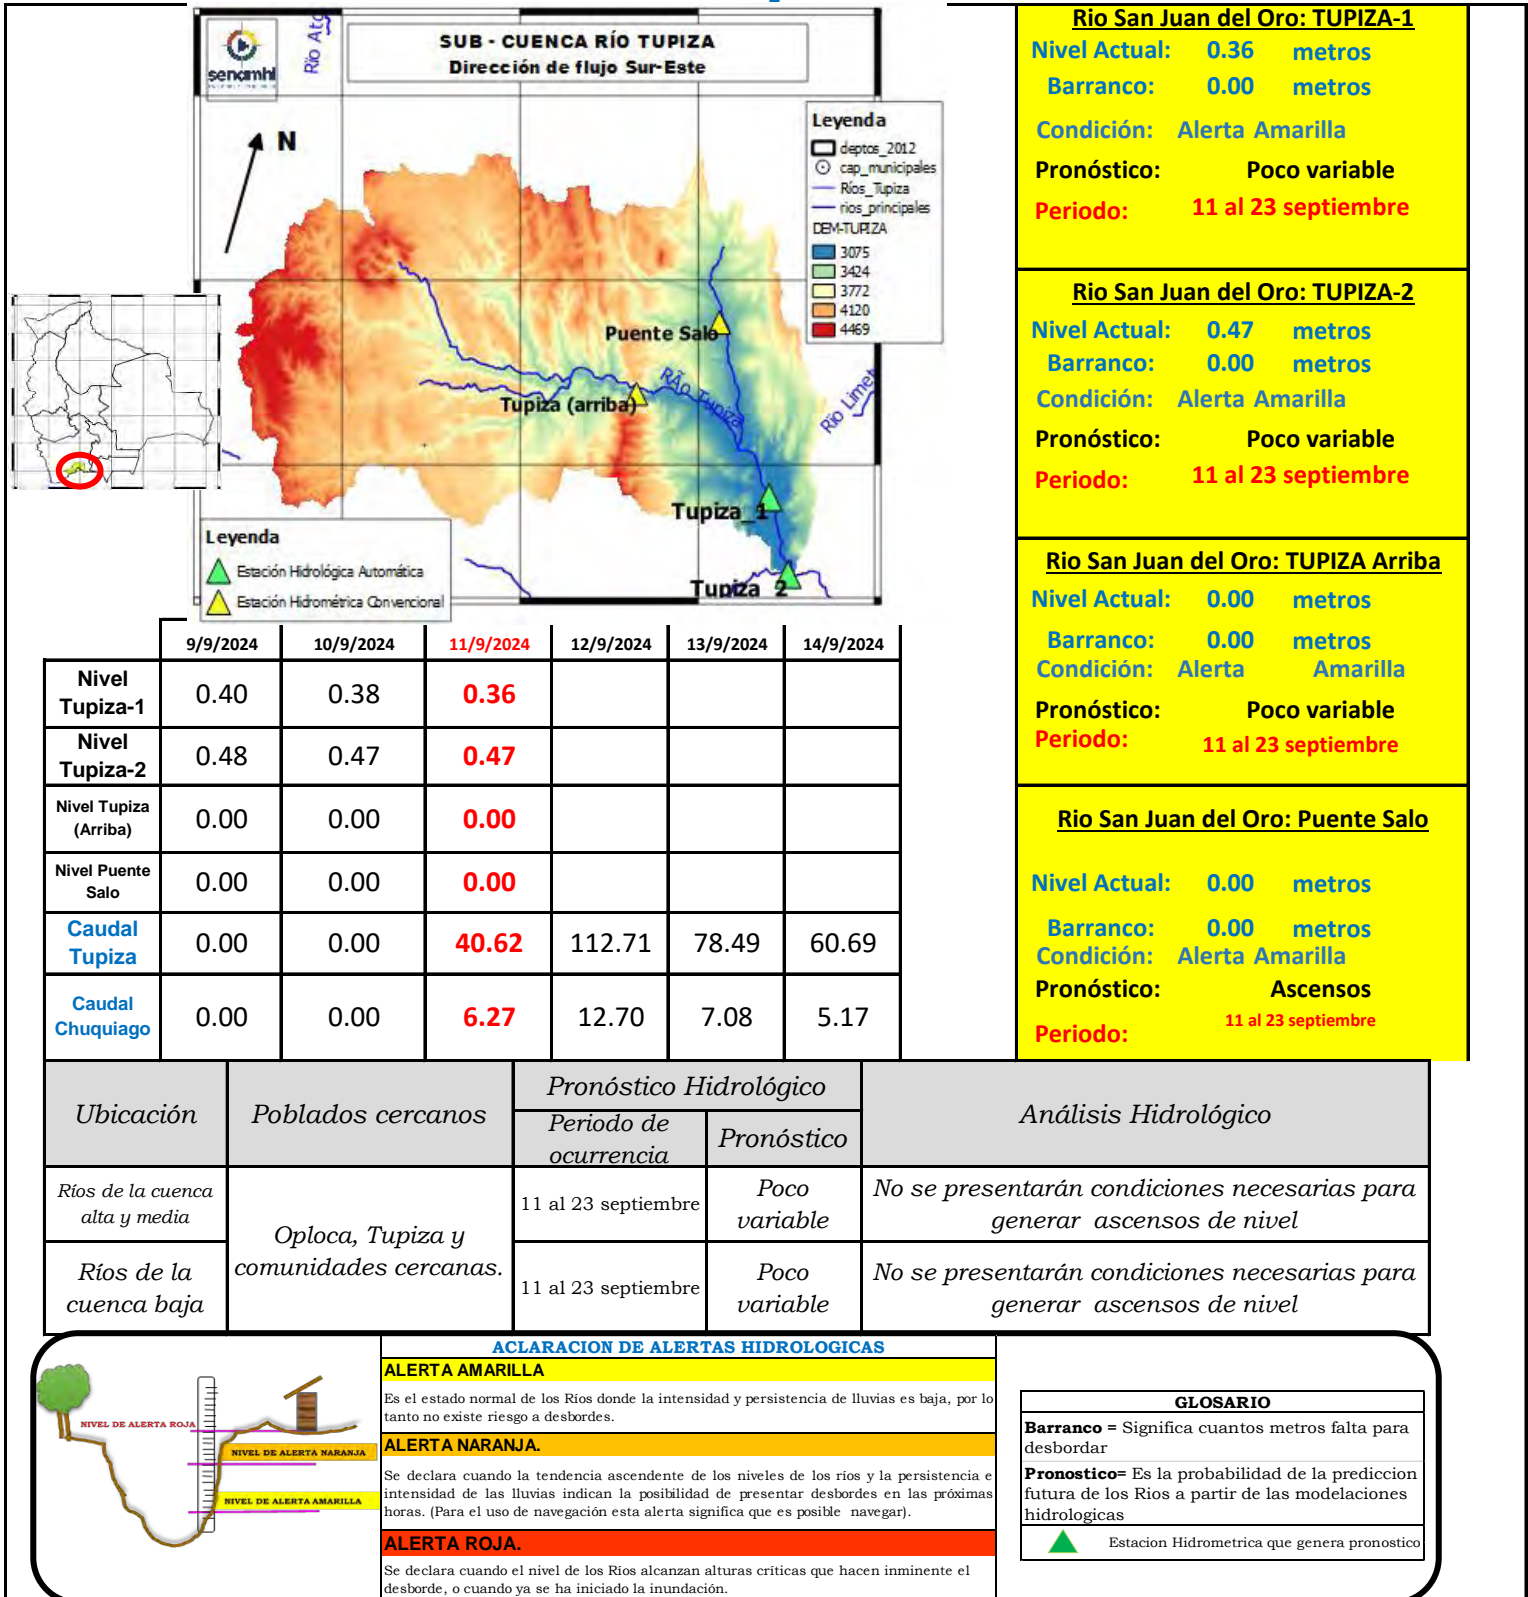 senamhi
Río Ato
SUB - CUENCA RÍO TUPIZA
Dirección de flujo Sur-Este
N
Leyenda
deptos_2012
cap_municipales
Ríos_Tupiza
rios_principales
DEM-TUPIZA
3075
3424
3772
4120
4469
Puente Salo
RÃo Tupiza
Tupiza (arriba)
Río Limet
Tupiza_1
Tupiza_2
Leyenda
Estación Hidrológica Automática
Estación Hidrométrica Convencional
Rio San Juan del Oro: TUPIZA-1
Nivel Actual: 0.36 metros
Barranco: 0.00 metros
Condición: Alerta Amarilla
Pronóstico: Poco variable
Periodo: 11 al 23 septiembre
Rio San Juan del Oro: TUPIZA-2
Nivel Actual: 0.47 metros
Barranco: 0.00 metros
Condición: Alerta Amarilla
Pronóstico: Poco variable
Periodo: 11 al 23 septiembre
Rio San Juan del Oro: TUPIZA Arriba
Nivel Actual: 0.00 metros
Barranco: 0.00 metros
Condición: Alerta Amarilla
Pronóstico: Poco variable
Periodo: 11 al 23 septiembre
Rio San Juan del Oro: Puente Salo
Nivel Actual: 0.00 metros
Barranco: 0.00 metros
Condición: Alerta Amarilla
Pronóstico: Ascensos
Periodo: 11 al 23 septiembre
9/9/2024 10/9/2024 11/9/2024 12/9/2024 13/9/2024 14/9/2024
Nivel
Tupiza-1
0.40 0.38 0.36
Nivel
Tupiza-2
0.48 0.47 0.47
Nivel Tupiza
(Arriba)
0.00 0.00 0.00
Nivel Puente
Salo
0.00 0.00 0.00
Caudal
Tupiza
0.00 0.00 40.62 112.71 78.49 60.69
Caudal
Chuquiago
0.00 0.00 6.27 12.70 7.08 5.17
Ubicación
Poblados cercanos
Pronóstico Hidrológico
Periodo de
ocurrencia
Pronóstico
Análisis Hidrológico
Ríos de la cuenca
alta y media
Oploca, Tupiza y
comunidades cercanas.
11 al 23 septiembre
Poco
variable
No se presentarán condiciones necesarias para
generar ascensos de nivel
Ríos de la
cuenca baja
11 al 23 septiembre
Poco
variable
No se presentarán condiciones necesarias para
generar ascensos de nivel
NIVEL DE ALERTA ROJA
NIVEL DE ALERTA NARANJA
NIVEL DE ALERTA AMARILLA
ACLARACION DE ALERTAS HIDROLOGICAS
ALERTA AMARILLA
Es el estado normal de los Ríos donde la intensidad y persistencia de lluvias es baja, por lo
tanto no existe riesgo a desbordes.
ALERTA NARANJA.
Se declara cuando la tendencia ascendente de los niveles de los ríos y la persistencia e
intensidad de las lluvias indican la posibilidad de presentar desbordes en las próximas
horas. (Para el uso de navegación esta alerta significa que es posible navegar).
ALERTA ROJA.
Se declara cuando el nivel de los Ríos alcanzan alturas críticas que hacen inminente el
desborde, o cuando ya se ha iniciado la inundación.
GLOSARIO
Barranco = Significa cuantos metros falta para
desbordar
Pronostico= Es la probabilidad de la prediccion
futura de los Rios a partir de las modelaciones
hidrologicas
Estacion Hidrometrica que genera pronostico